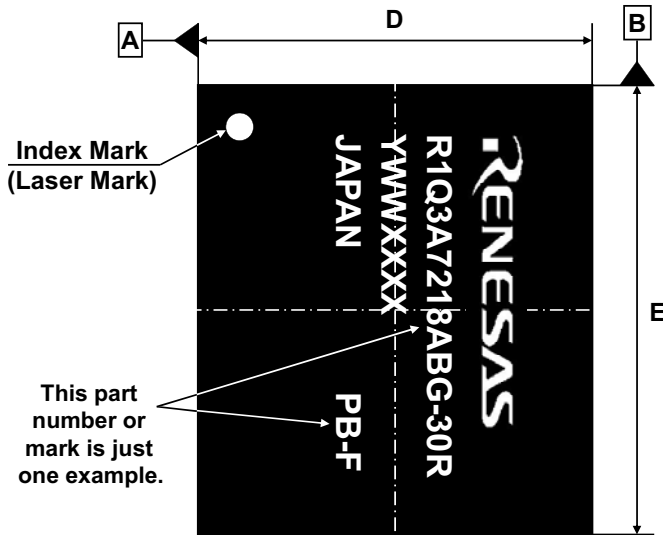 A
D
B
Index Mark
(Laser Mark)
RENESAS
R1Q3A7218ABG-30R
YWWXXXX
JAPAN
PB-F
E
This part
number or
mark is just
one example.